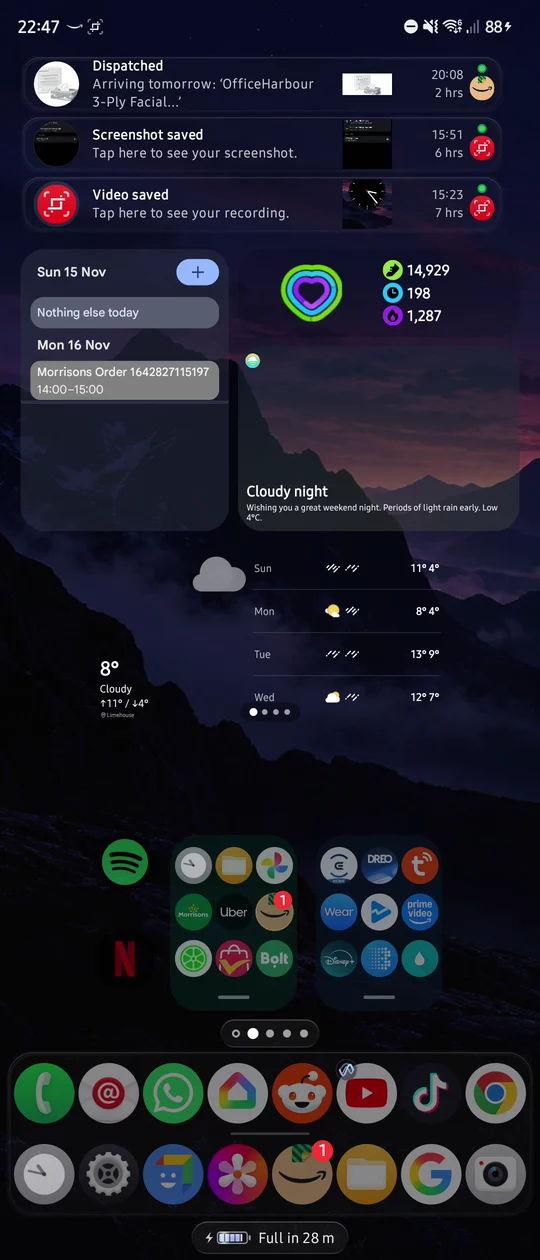 22:47
88
Dispatched
Arriving tomorrow: ‘OfficeHarbour
3-Ply Facial...’
20:08
2 hrs
Screenshot saved
Tap here to see your screenshot.
15:51
6 hrs
Video saved
Tap here to see your recording.
15:23
7 hrs
Sun 15 Nov
+
Nothing else today
Mon 16 Nov
Morrisons Order 1642827115197
14:00–15:00
14,929
198
1,287
Cloudy night
Wishing you a great weekend night. Periods of light rain early. Low
4°C.
8°
Cloudy
↑11° / ↓4°
Limehouse
Sun 11° 4°
Mon 8° 4°
Tue 13° 9°
Wed 12° 7°
N
DREO
Morrisons
Uber
1
Wear
prime
video
Bolt
Disney+
1
Full in 28 m